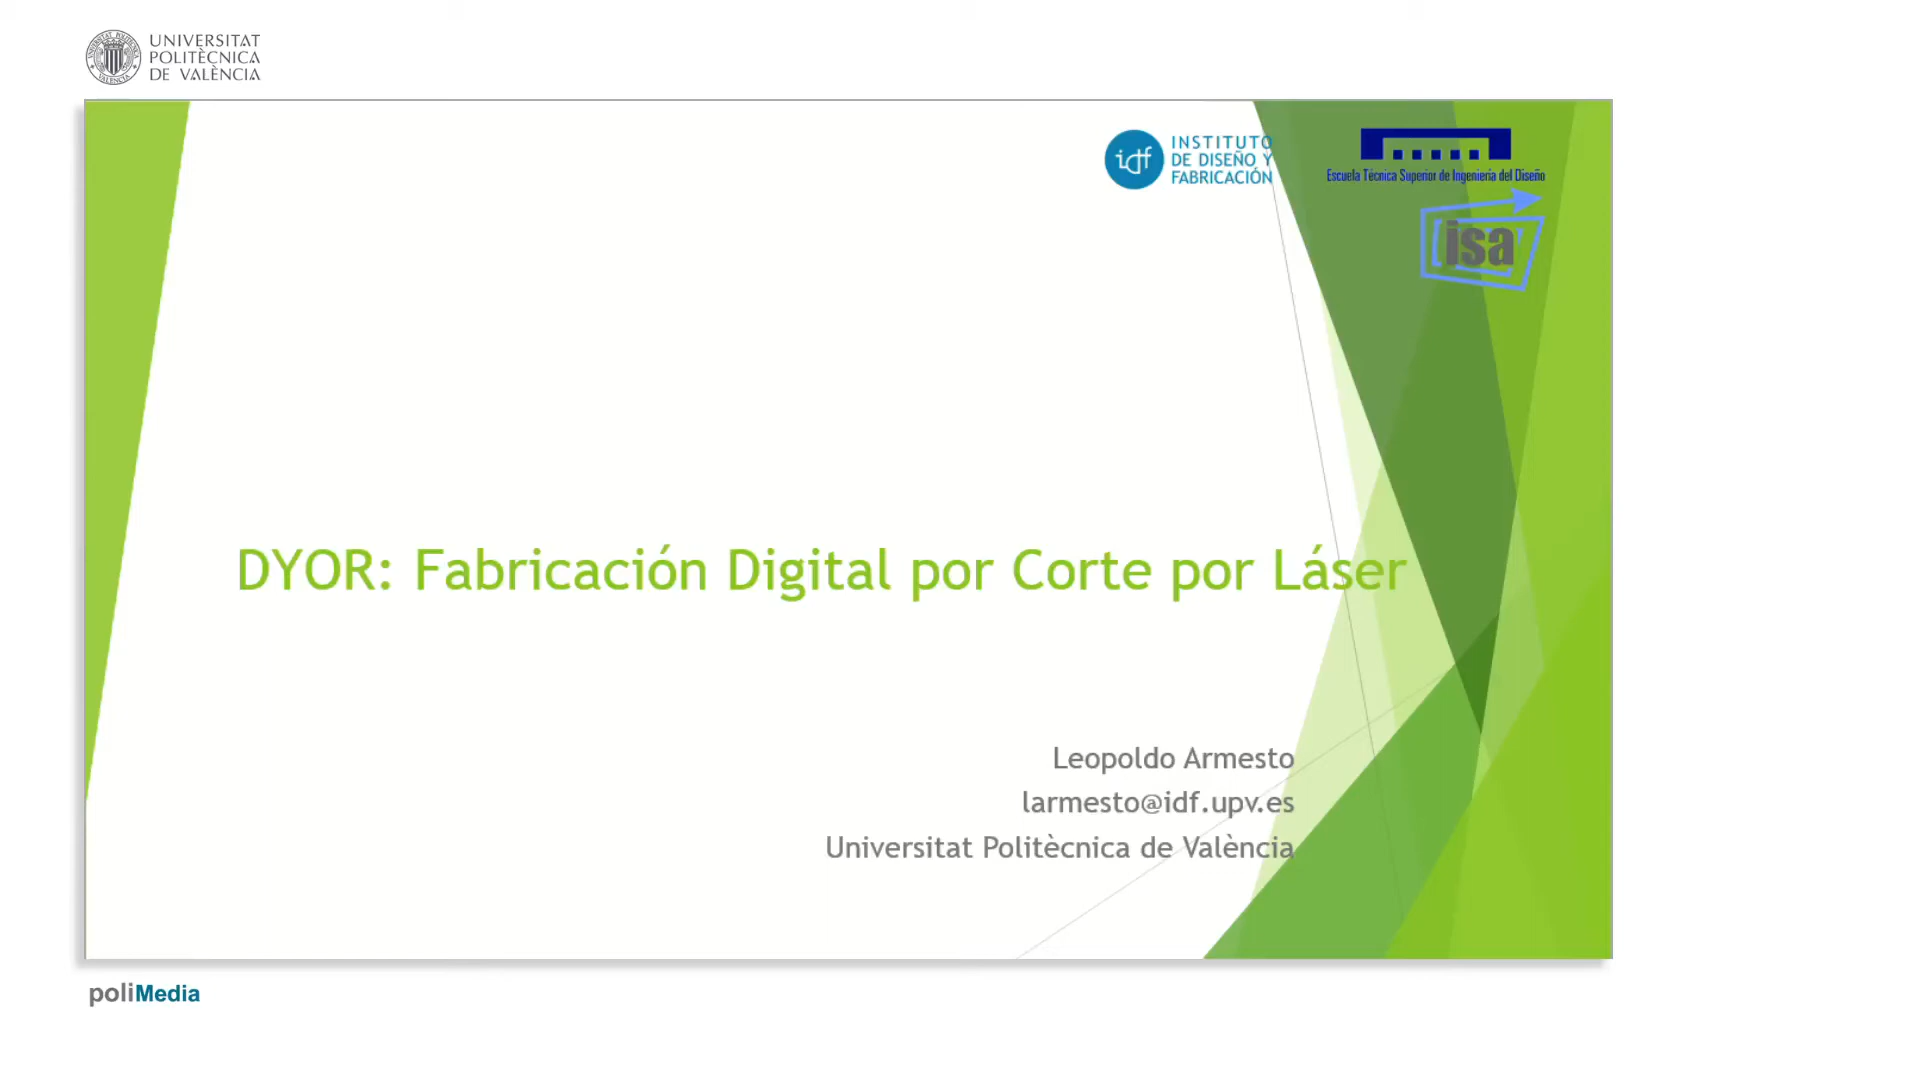 UNIVERSITAT
POLITÈCNICA
DE VALÈNCIA
idf
INSTITUTO
DE DISEÑO Y
FABRICACIÓN
Escuela Técnica Superior de Ingeniería del Diseño
isa
DYOR: Fabricación Digital por Corte por Láser
Leopoldo Armesto
larmesto@idf.upv.es
Universitat Politècnica de València
poliMedia